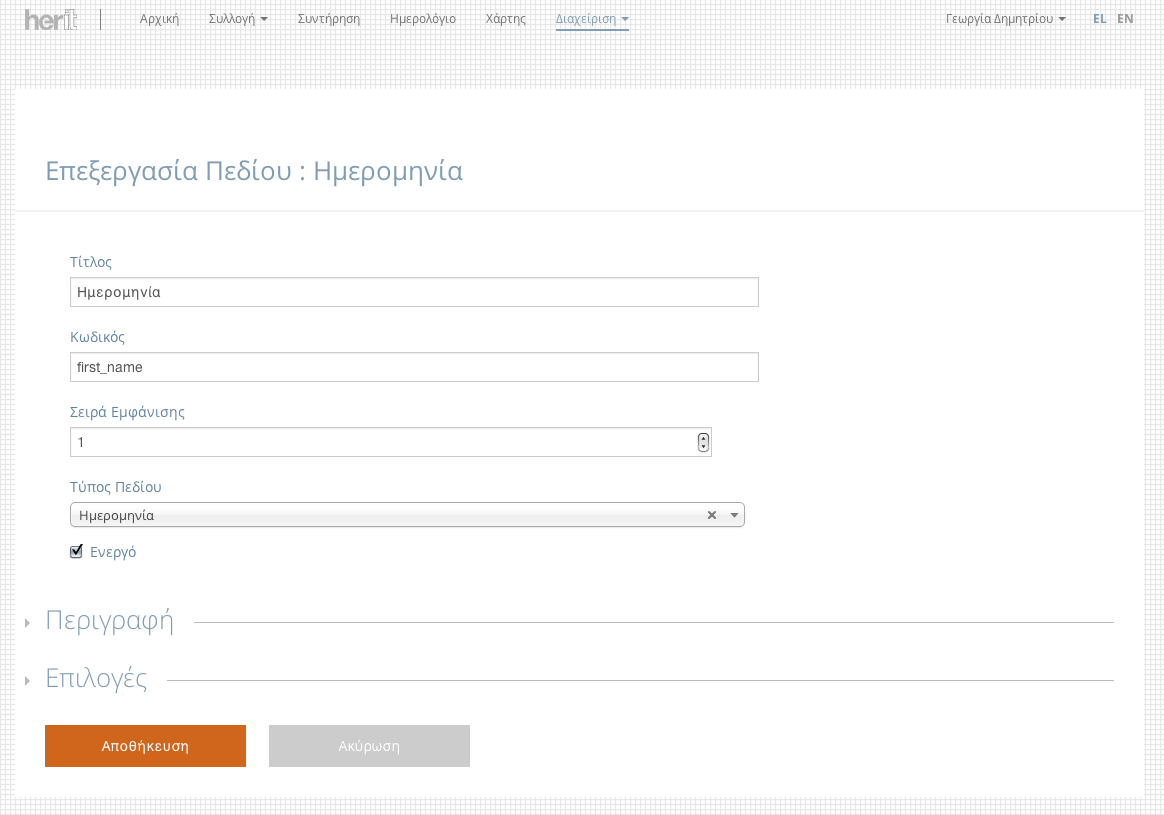 herit Αρχική Συλλογή Συντήρηση Ημερολόγιο Χάρτης Διαχείριση Γεωργία Δημητρίου EL EN
Επεξεργασία Πεδίου : Ημερομηνία
Τίτλος
Ημερομηνία
Κωδικός
first_name
Σειρά Εμφάνισης
1
Τύπος Πεδίου
Ημερομηνία
Ενεργό
Περιγραφή
Επιλογές
Αποθήκευση Ακύρωση